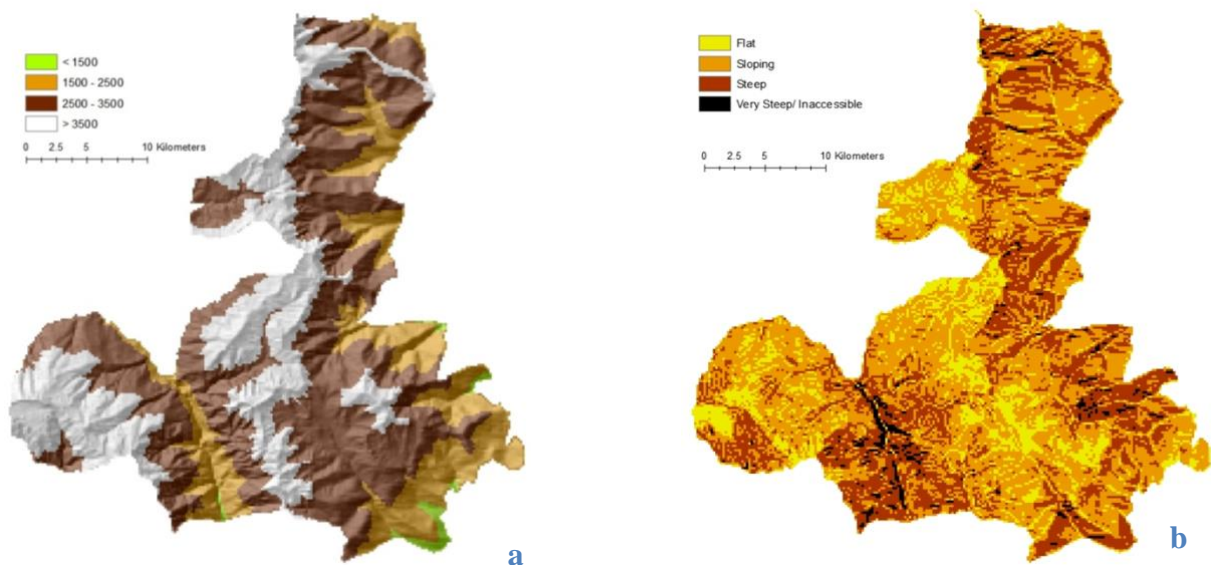 < 1500
1500 - 2500
2500 - 3500
> 3500
0 2.5 5 10 Kilometers
a
Flat
Sloping
Steep
Very Steep/ Inaccessible
0 2.5 5 10 Kilometers
b